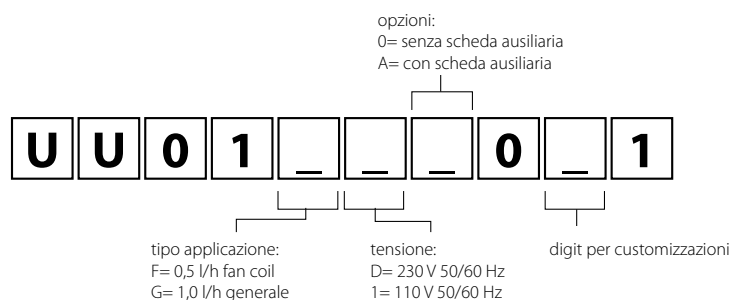 opzioni:
0= senza scheda ausiliaria
A= con scheda ausiliaria
U U 0 1 _ _ _ 0 _ 1
tipo applicazione:
F= 0,5 l/h fan coil
G= 1,0 l/h generale
tensione:
D= 230 V 50/60 Hz
1= 110 V 50/60 Hz
digit per customizzazioni